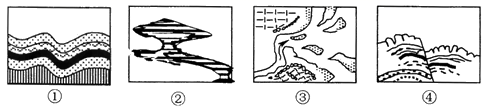 ① ② ③ ④